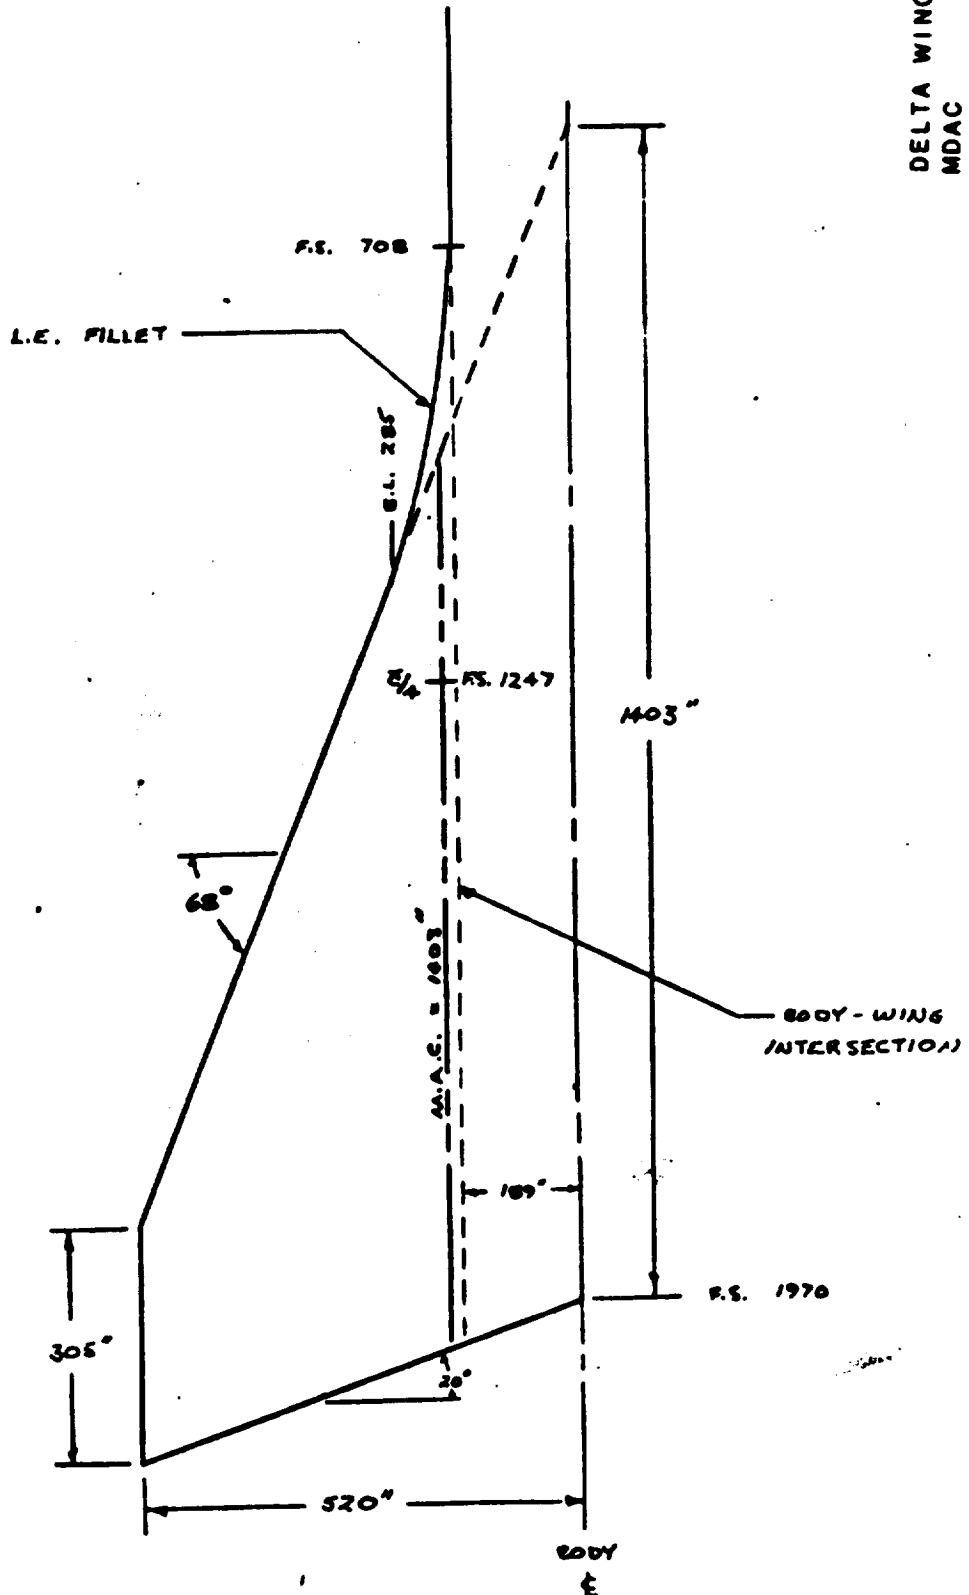 DELTA WING
MDAC
F.S. 708
L.E. FILLET
B.L. 285
c̄/4
F.S. 1247
1403"
68°
M.A.C. = 1403"
BODY-WING
INTERSECTION
189"
F.S. 1970
305"
20°
520"
BODY
℄